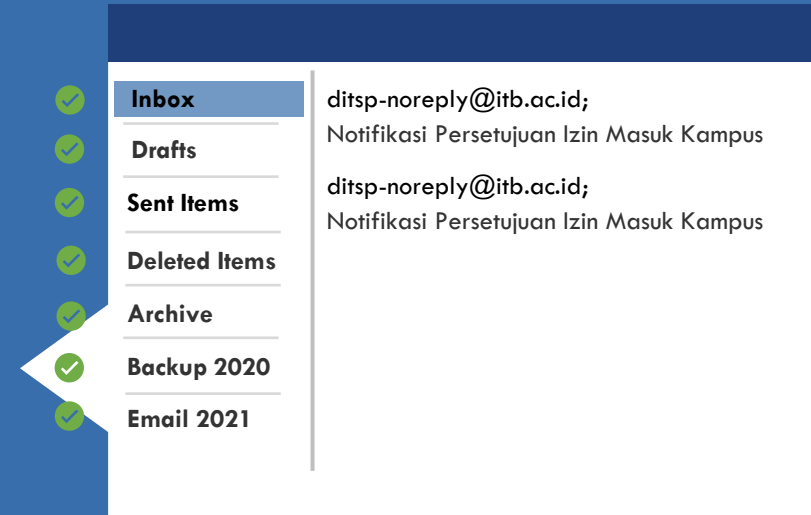 Inbox
Drafts
Sent Items
Deleted Items
Archive
Backup 2020
Email 2021
ditsp-noreply@itb.ac.id;
Notifikasi Persetujuan Izin Masuk Kampus
ditsp-noreply@itb.ac.id;
Notifikasi Persetujuan Izin Masuk Kampus